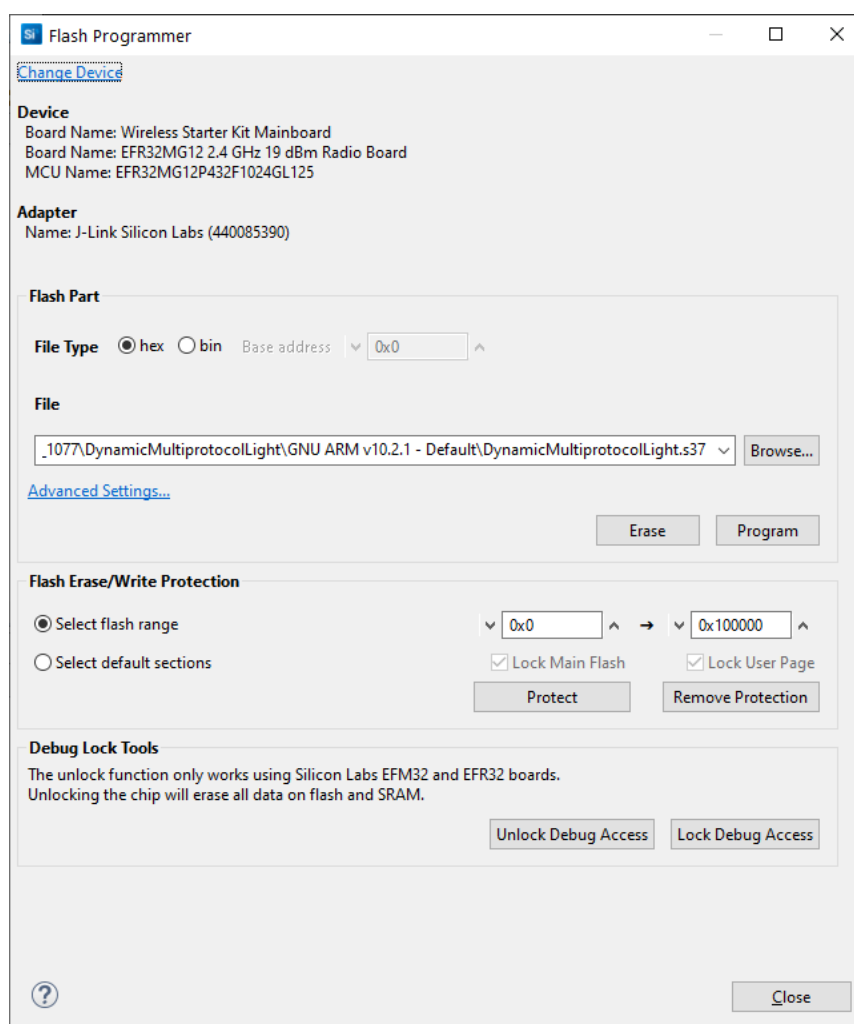 Si Flash Programmer
Change Device
Device
Board Name: Wireless Starter Kit Mainboard
Board Name: EFR32MG12 2.4 GHz 19 dBm Radio Board
MCU Name: EFR32MG12P432F1024GL125
Adapter
Name: J-Link Silicon Labs (440085390)
Flash Part
File Type hex bin Base address 0x0
File
_1077\DynamicMultiprotocolLight\GNU ARM v10.2.1 - Default\DynamicMultiprotocolLight.s37 Browse...
Advanced Settings...
Erase Program
Flash Erase/Write Protection
Select flash range 0x0 → 0x100000
Select default sections Lock Main Flash Lock User Page
Protect Remove Protection
Debug Lock Tools
The unlock function only works using Silicon Labs EFM32 and EFR32 boards.
Unlocking the chip will erase all data on flash and SRAM.
Unlock Debug Access Lock Debug Access
? Close